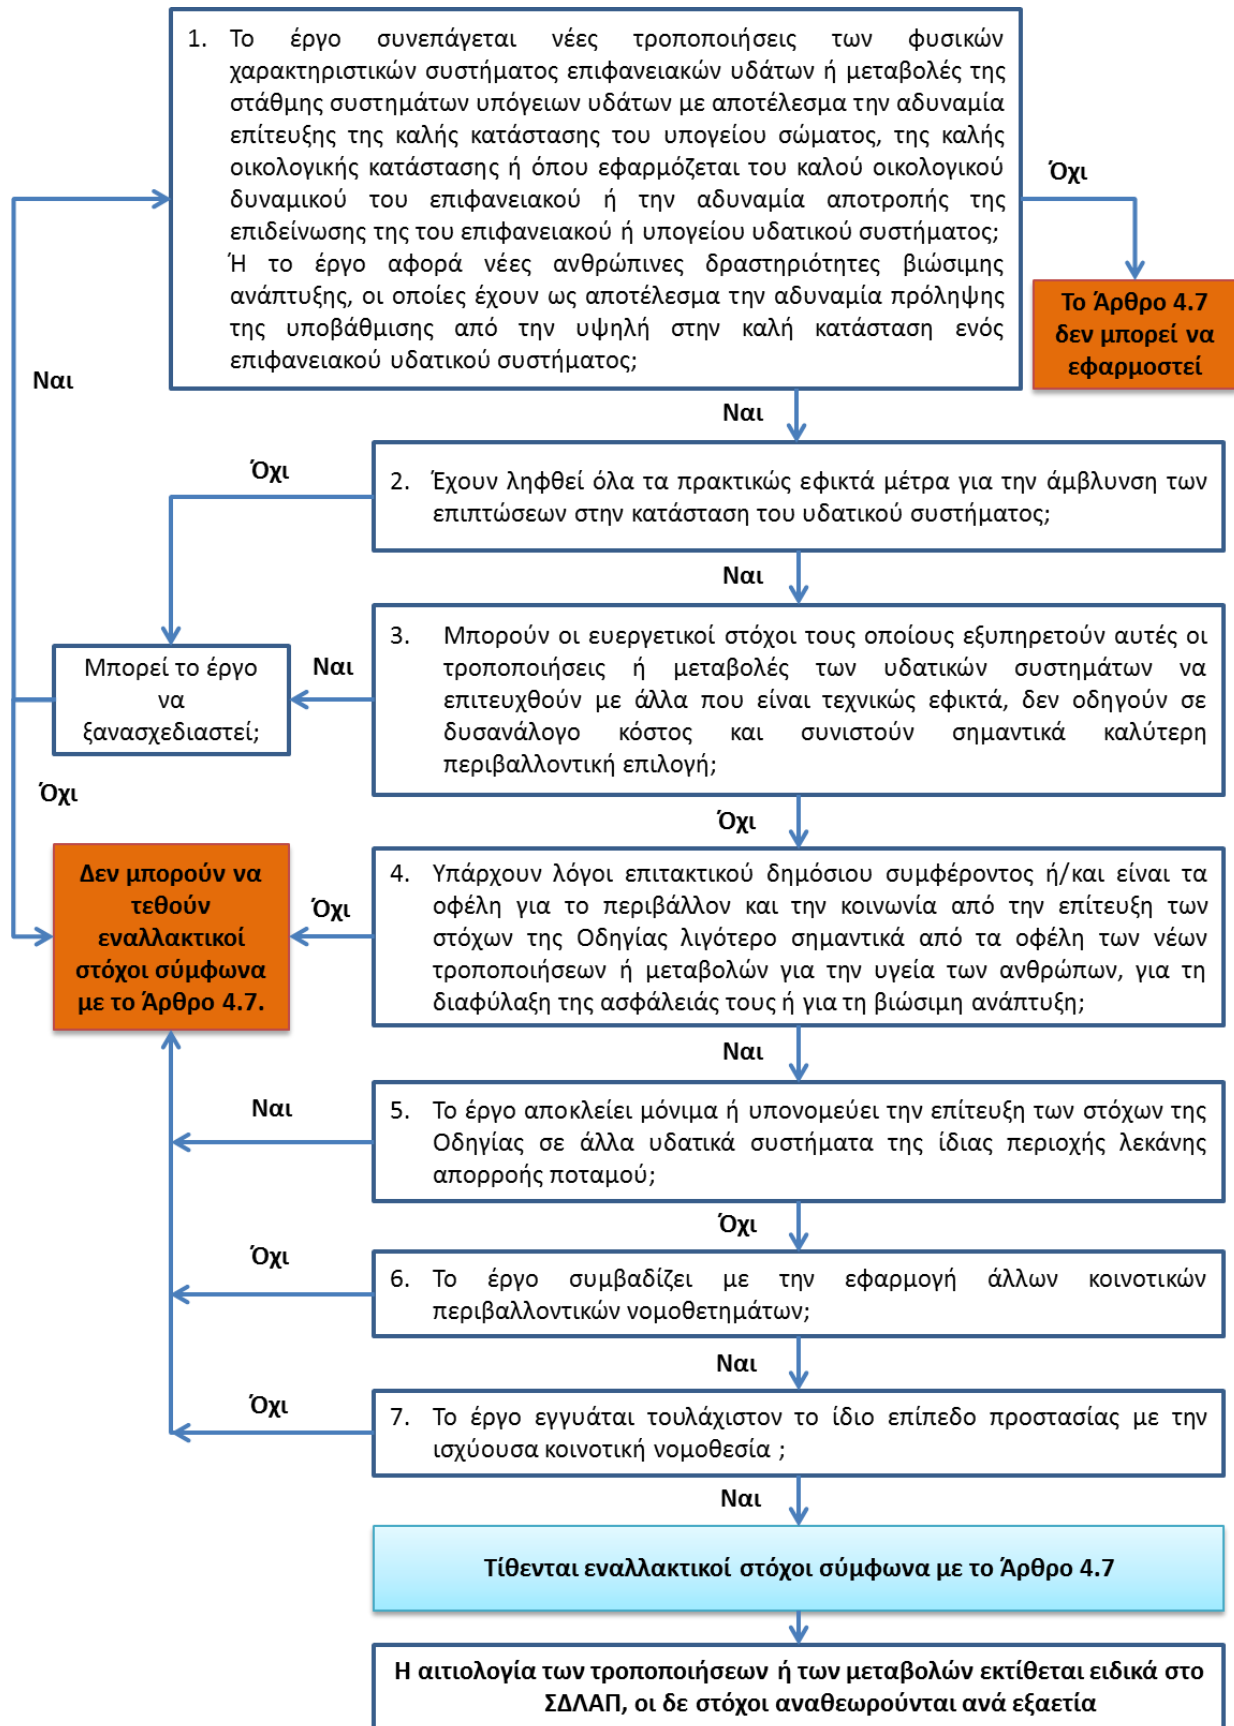 1. Το έργο συνεπάγεται νέες τροποποιήσεις των φυσικών
χαρακτηριστικών συστήματος επιφανειακών υδάτων ή μεταβολές της
στάθμης συστημάτων υπόγειων υδάτων με αποτέλεσμα την αδυναμία
επίτευξης της καλής κατάστασης του υπογείου σώματος, της καλής
οικολογικής κατάστασης ή όπου εφαρμόζεται του καλού οικολογικού
δυναμικού του επιφανειακού ή την αδυναμία αποτροπής της
επιδείνωσης της του επιφανειακού ή υπογείου υδατικού συστήματος;
Ή το έργο αφορά νέες ανθρώπινες δραστηριότητες βιώσιμης
ανάπτυξης, οι οποίες έχουν ως αποτέλεσμα την αδυναμία πρόληψης
της υποβάθμισης από την υψηλή στην καλή κατάσταση ενός
επιφανειακού υδατικού συστήματος;
Όχι
Το Άρθρο 4.7
δεν μπορεί να
εφαρμοστεί
Ναι
Ναι
Όχι
2. Έχουν ληφθεί όλα τα πρακτικώς εφικτά μέτρα για την άμβλυνση των
επιπτώσεων στην κατάσταση του υδατικού συστήματος;
Ναι
3. Μπορούν οι ευεργετικοί στόχοι τους οποίους εξυπηρετούν αυτές οι
τροποποιήσεις ή μεταβολές των υδατικών συστημάτων να
επιτευχθούν με άλλα που είναι τεχνικώς εφικτά, δεν οδηγούν σε
δυσανάλογο κόστος και συνιστούν σημαντικά καλύτερη
περιβαλλοντική επιλογή;
Ναι
Μπορεί το έργο
να
ξανασχεδιαστεί;
Όχι
Όχι
4. Υπάρχουν λόγοι επιτακτικού δημόσιου συμφέροντος ή/και είναι τα
οφέλη για το περιβάλλον και την κοινωνία από την επίτευξη των
στόχων της Οδηγίας λιγότερο σημαντικά από τα οφέλη των νέων
τροποποιήσεων ή μεταβολών για την υγεία των ανθρώπων, για τη
διαφύλαξη της ασφάλειάς τους ή για τη βιώσιμη ανάπτυξη;
Όχι
Δεν μπορούν να
τεθούν
εναλλακτικοί
στόχοι σύμφωνα
με το Άρθρο 4.7.
Ναι
Ναι
5. Το έργο αποκλείει μόνιμα ή υπονομεύει την επίτευξη των στόχων της
Οδηγίας σε άλλα υδατικά συστήματα της ίδιας περιοχής λεκάνης
απορροής ποταμού;
Όχι
Όχι
6. Το έργο συμβαδίζει με την εφαρμογή άλλων κοινοτικών
περιβαλλοντικών νομοθετημάτων;
Ναι
Όχι
7. Το έργο εγγυάται τουλάχιστον το ίδιο επίπεδο προστασίας με την
ισχύουσα κοινοτική νομοθεσία ;
Ναι
Τίθενται εναλλακτικοί στόχοι σύμφωνα με το Άρθρο 4.7
Η αιτιολογία των τροποποιήσεων ή των μεταβολών εκτίθεται ειδικά στο
ΣΔΛΑΠ, οι δε στόχοι αναθεωρούνται ανά εξαετία